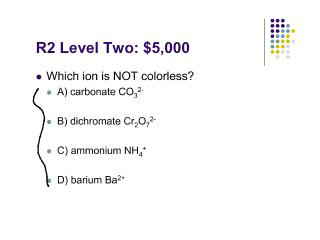 R2 Level Two: $5,000
Which ion is NOT colorless?
A) carbonate CO₃²⁻
B) dichromate Cr₂O₇²⁻
C) ammonium NH₄⁺
D) barium Ba²⁺